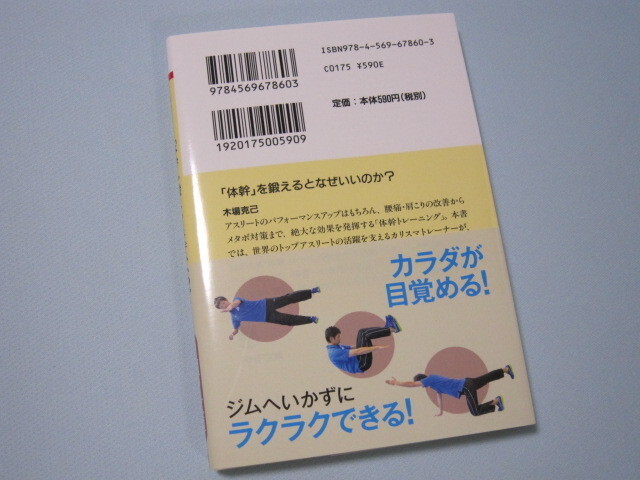 ISBN978-4-569-67860-3
C0175 ¥590E
定価：本体590円(税別)
9784569678603
1920175005909
「体幹」を鍛えるとなぜいいのか？
木場克己
アスリートのパフォーマンスアップはもちろん、腰痛・肩こりの改善から
メタボ対策まで、絶大な効果を発揮する「体幹トレーニング」。本書
では、世界のトップアスリートの活躍を支えるカリスマトレーナーが、
カラダが
目覚める!
ジムへいかずに
ラクラクできる!